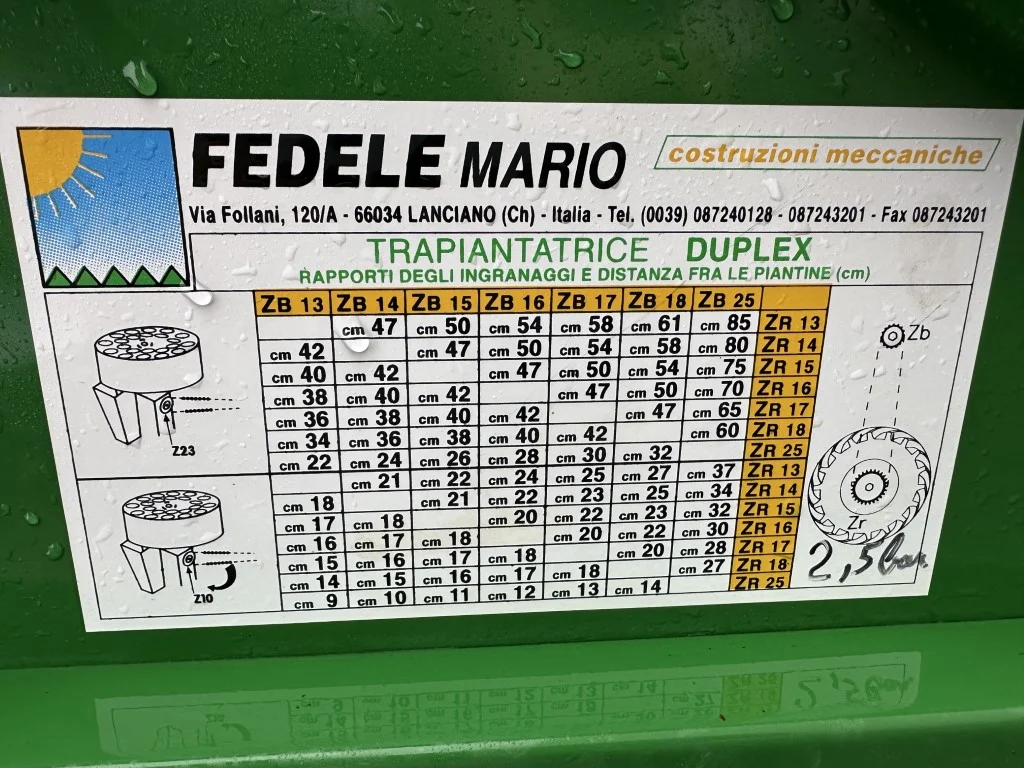 FEDELE MARIO costruzioni meccaniche
Via Follani, 120/A - 66034 LANCIANO (Ch) - Italia - Tel. (0039) 087240128 - 087243201 - Fax 087243201
TRAPIANTATRICE DUPLEX
RAPPORTI DEGLI INGRANAGGI E DISTANZA FRA LE PIANTINE (cm)
ZB 13 ZB 14 ZB 15 ZB 16 ZB 17 ZB 18 ZB 25
cm 47 cm 50 cm 54 cm 58 cm 61 cm 85 ZR 13
cm 42 cm 47 cm 50 cm 54 cm 58 cm 80 ZR 14
cm 40 cm 42 cm 47 cm 50 cm 54 cm 75 ZR 15
cm 38 cm 40 cm 42 cm 47 cm 50 cm 70 ZR 16
cm 36 cm 38 cm 40 cm 42 cm 47 cm 65 ZR 17
cm 34 cm 36 cm 38 cm 40 cm 42 cm 60 ZR 18
cm 22 cm 24 cm 26 cm 28 cm 30 cm 32 ZR 25
cm 21 cm 22 cm 24 cm 25 cm 27 cm 37 ZR 13
cm 18 cm 21 cm 22 cm 23 cm 25 cm 34 ZR 14
cm 17 cm 18 cm 20 cm 22 cm 23 cm 32 ZR 15
cm 16 cm 17 cm 18 cm 20 cm 22 cm 30 ZR 16
cm 15 cm 16 cm 17 cm 18 cm 20 cm 28 ZR 17
cm 14 cm 15 cm 16 cm 17 cm 18 cm 27 ZR 18
cm 9 cm 10 cm 11 cm 12 cm 13 cm 14 ZR 25
Z23
Z10
Zb
Zr
2,5bar